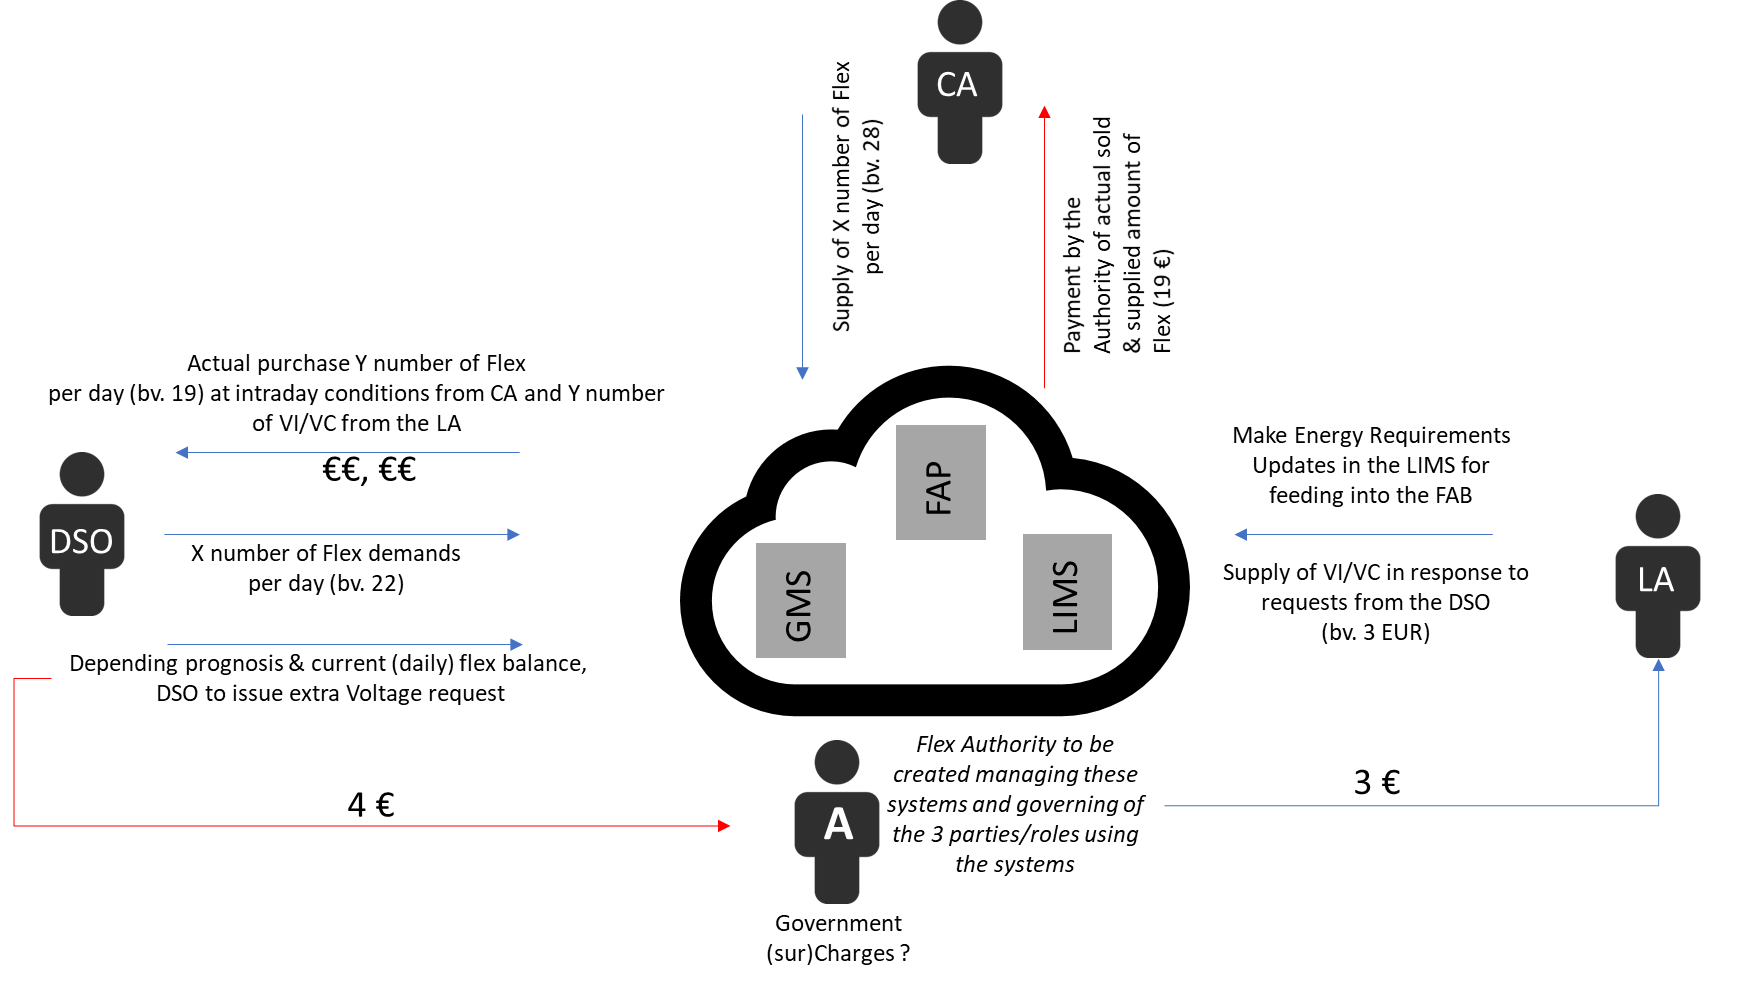 CA
Supply of X number of Flex
per day (bv. 28)
Payment by the
Authority of actual sold
& supplied amount of
Flex (19 €)
Actual purchase Y number of Flex
per day (bv. 19) at intraday conditions from CA and Y number
of VI/VC from the LA
€€, €€
DSO
X number of Flex demands
per day (bv. 22)
Depending prognosis & current (daily) flex balance,
DSO to issue extra Voltage request
4 €
FAP
GMS
LIMS
Make Energy Requirements
Updates in the LIMS for
feeding into the FAB
Supply of VI/VC in response to
requests from the DSO
(bv. 3 EUR)
LA
3 €
A
Flex Authority to be
created managing these
systems and governing of
the 3 parties/roles using
the systems
Government
(sur)Charges ?